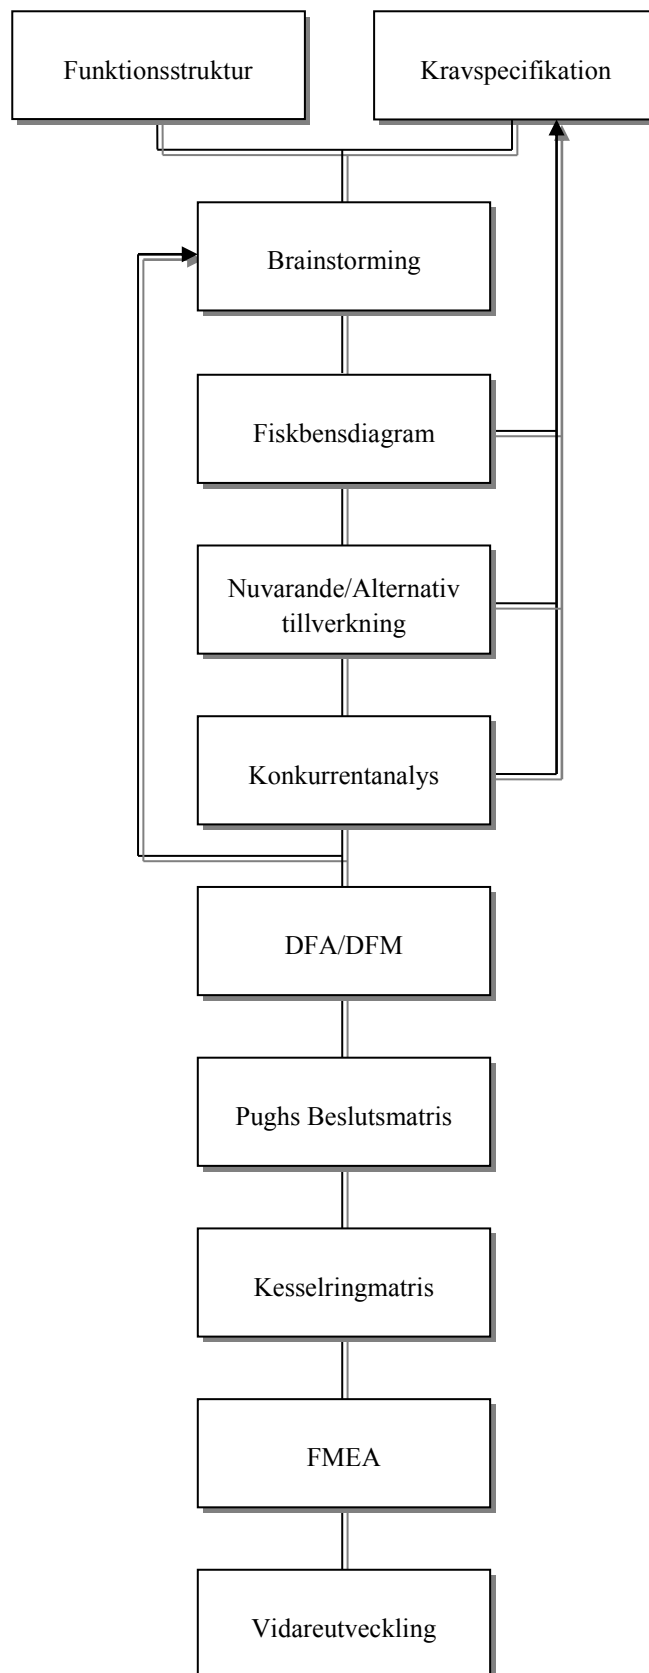 Funktionsstruktur
Kravspecifikation
Brainstorming
Fiskbensdiagram
Nuvarande/Alternativ
tillverkning
Konkurrentanalys
DFA/DFM
Pughs Beslutsmatris
Kesselringmatris
FMEA
Vidareutveckling